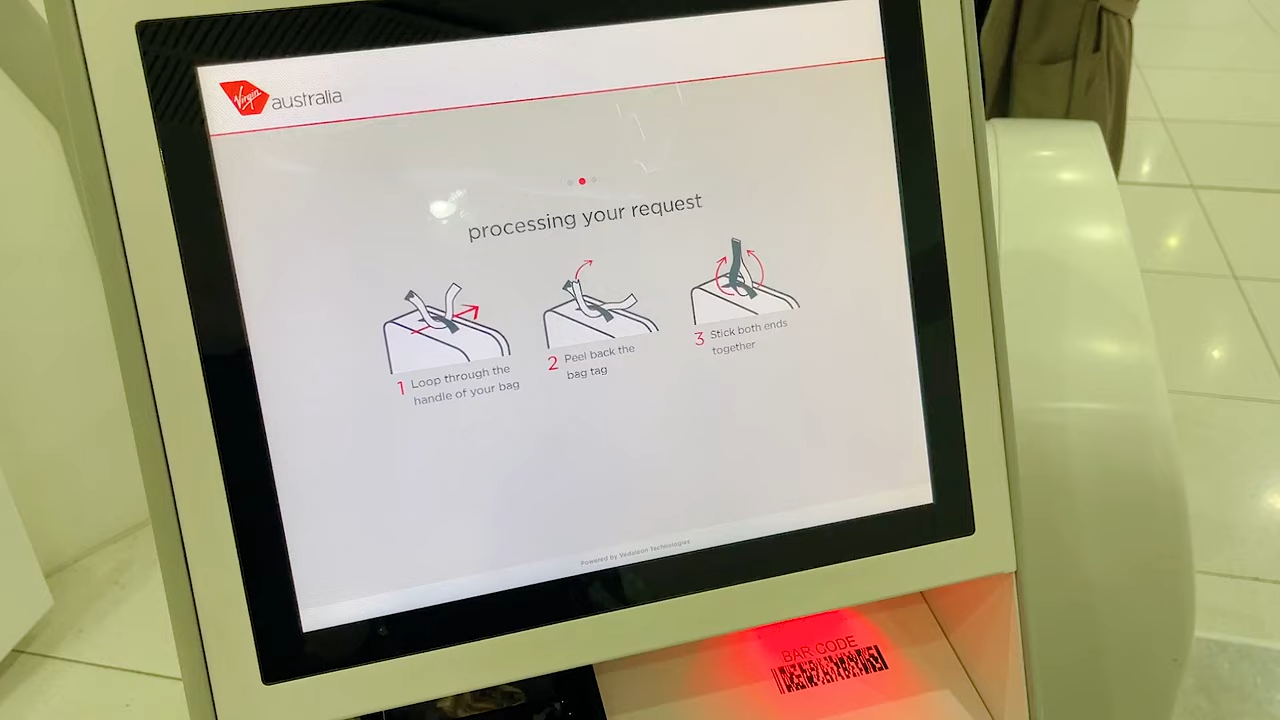 Virgin australia
processing your request
1 Loop through the
handle of your bag
2 Peel back the
bag tag
3 Stick both ends
together
Powered by Vedaleon Technologies
BAR CODE